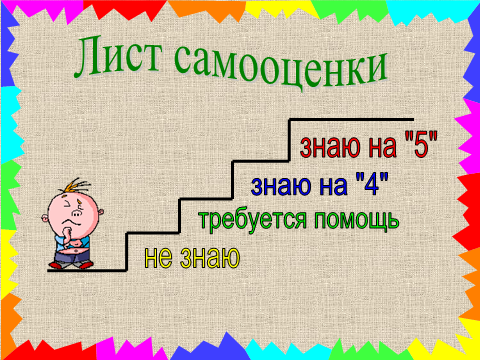 Лист самооценки
знаю на "5"
знаю на "4"
требуется помощь
не знаю